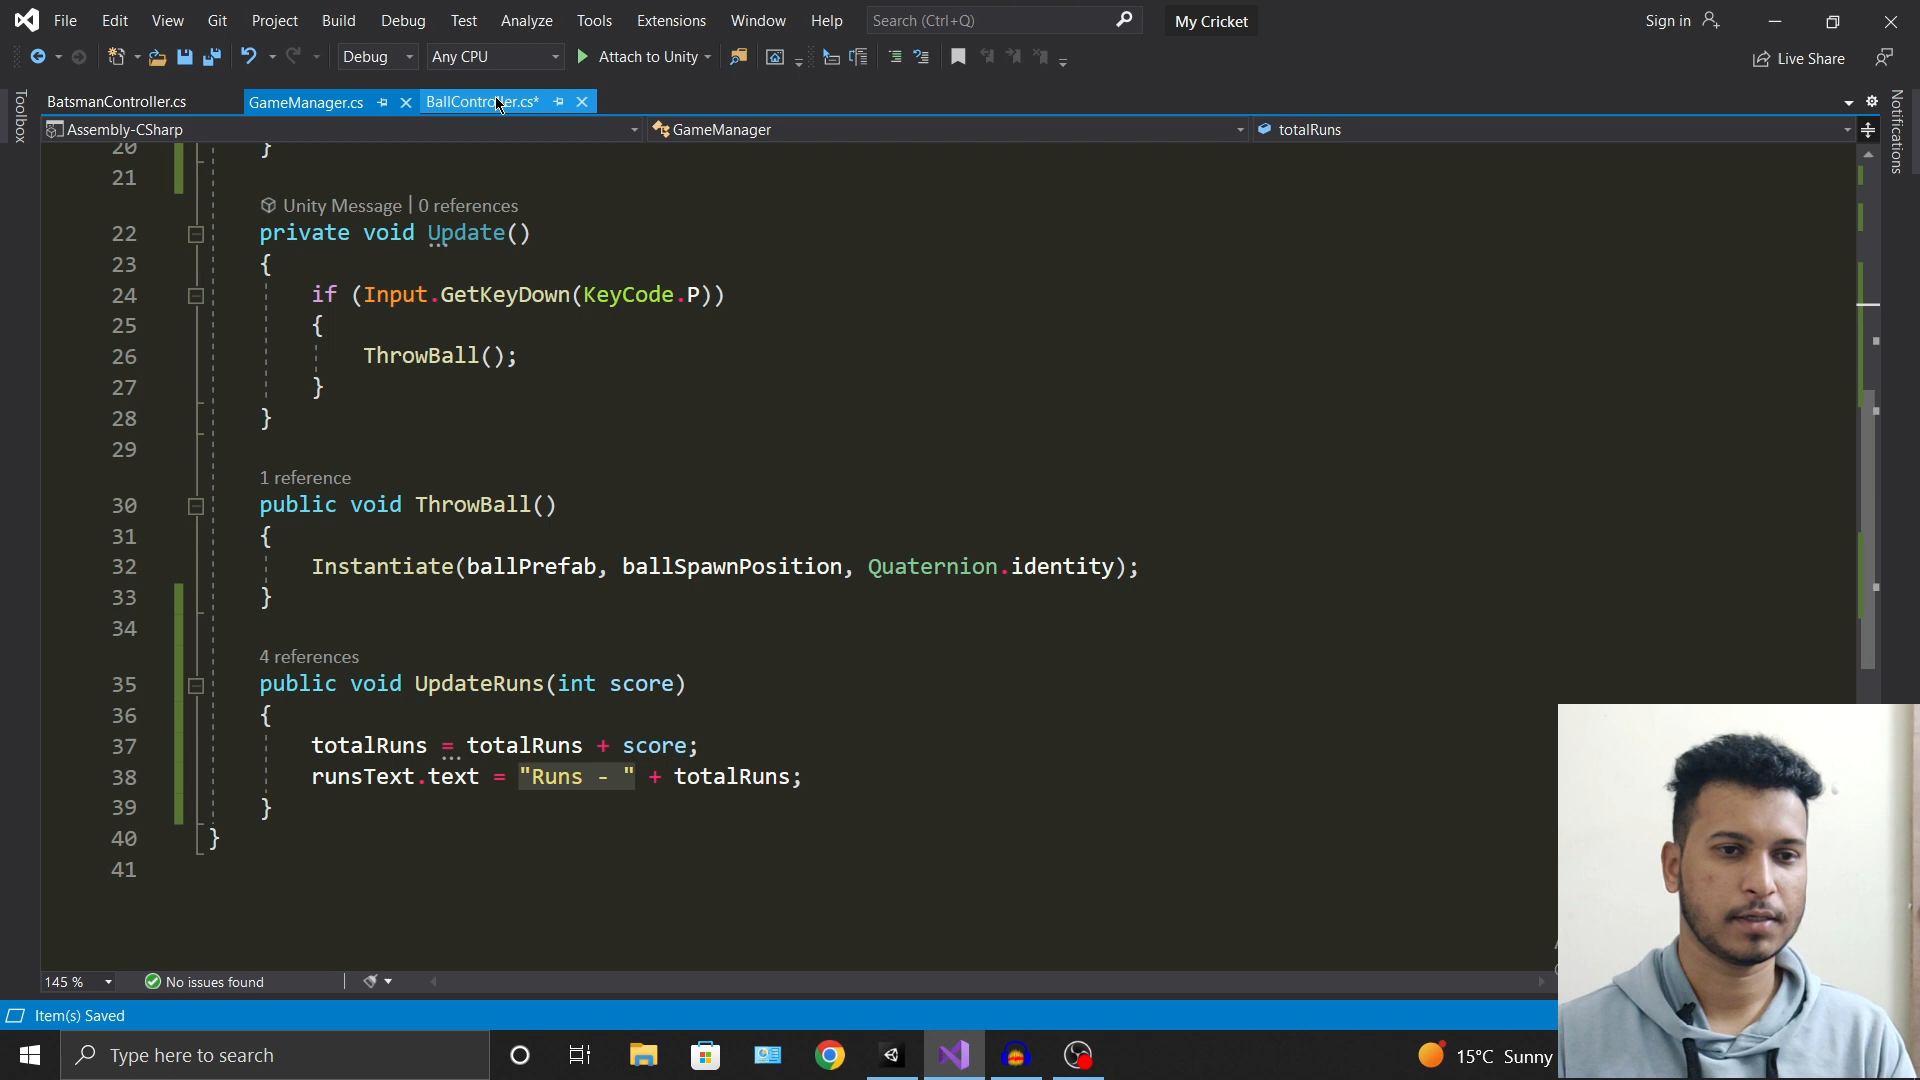 File Edit View Git Project Build Debug Test Analyze Tools Extensions Window Help Search (Ctrl+Q) My Cricket Sign in
Debug Any CPU Attach to Unity Live Share
Toolbox
BatsmanController.cs GameManager.cs BallController.cs*
Notifications
Assembly-CSharp GameManager totalRuns
20 }
21
Unity Message | 0 references
22 private void Update()
23 {
24 if (Input.GetKeyDown(KeyCode.P))
25 {
26 ThrowBall();
27 }
28 }
29
1 reference
30 public void ThrowBall()
31 {
32 Instantiate(ballPrefab, ballSpawnPosition, Quaternion.identity);
33 }
34
4 references
35 public void UpdateRuns(int score)
36 {
37 totalRuns = totalRuns + score;
38 runsText.text = "Runs - " + totalRuns;
39 }
40 }
41
145 % No issues found
Item(s) Saved
Type here to search 15°C Sunny